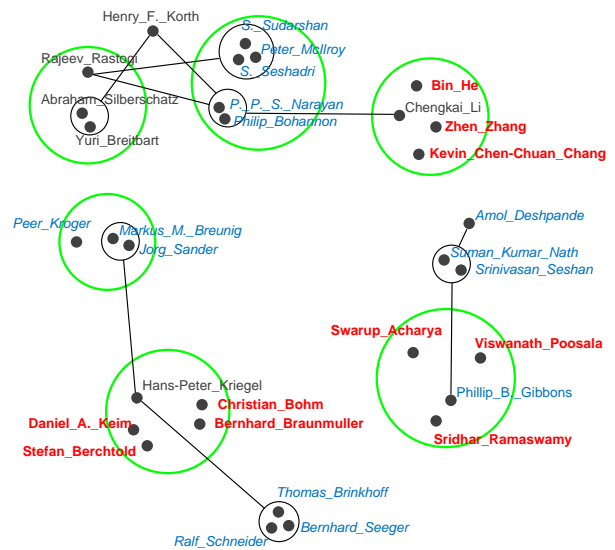 Henry_F._Korth
S._Sudarshan
Peter_McIlroy
Rajeev_Rastogi
S._Seshadri
Bin_He
Abraham_Silberschatz
P._P._S._Narayan
Chengkai_Li
Philip_Bohannon
Zhen_Zhang
Yuri_Breitbart
Kevin_Chen-Chuan_Chang
Peer_Kroger
Markus_M._Breunig
Jorg_Sander
Amol_Deshpande
Suman_Kumar_Nath
Srinivasan_Seshan
Swarup_Acharya
Viswanath_Poosala
Hans-Peter_Kriegel
Phillip_B._Gibbons
Christian_Bohm
Daniel_A._Keim
Bernhard_Braunmuller
Sridhar_Ramaswamy
Stefan_Berchtold
Thomas_Brinkhoff
Bernhard_Seeger
Ralf_Schneider